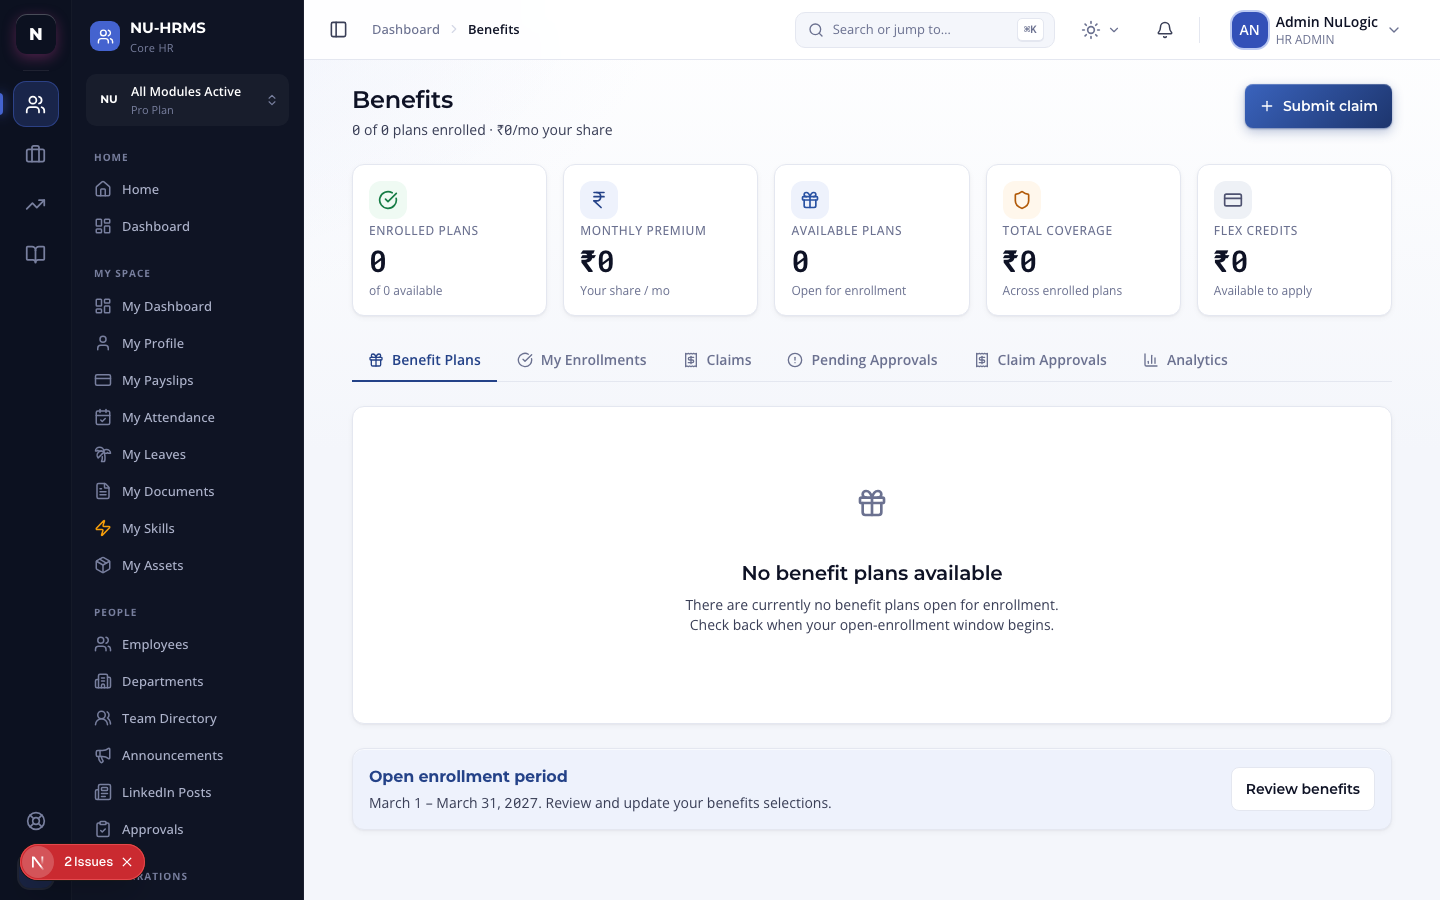 N
NU-HRMS
Core HR
NU
All Modules Active
Pro Plan
HOME
Home
Dashboard
MY SPACE
My Dashboard
My Profile
My Payslips
My Attendance
My Leaves
My Documents
My Skills
My Assets
PEOPLE
Employees
Departments
Team Directory
Announcements
LinkedIn Posts
Approvals
N
2 Issues
Dashboard
Benefits
Search or jump to...
⌘K
AN
Admin NuLogic
HR ADMIN
Benefits
0 of 0 plans enrolled · ₹0/mo your share
+ Submit claim
ENROLLED PLANS
0
of 0 available
₹
MONTHLY PREMIUM
₹0
Your share / mo
AVAILABLE PLANS
0
Open for enrollment
TOTAL COVERAGE
₹0
Across enrolled plans
FLEX CREDITS
₹0
Available to apply
Benefit Plans
My Enrollments
Claims
Pending Approvals
Claim Approvals
Analytics
No benefit plans available
There are currently no benefit plans open for enrollment.
Check back when your open-enrollment window begins.
Open enrollment period
March 1 – March 31, 2027. Review and update your benefits selections.
Review benefits